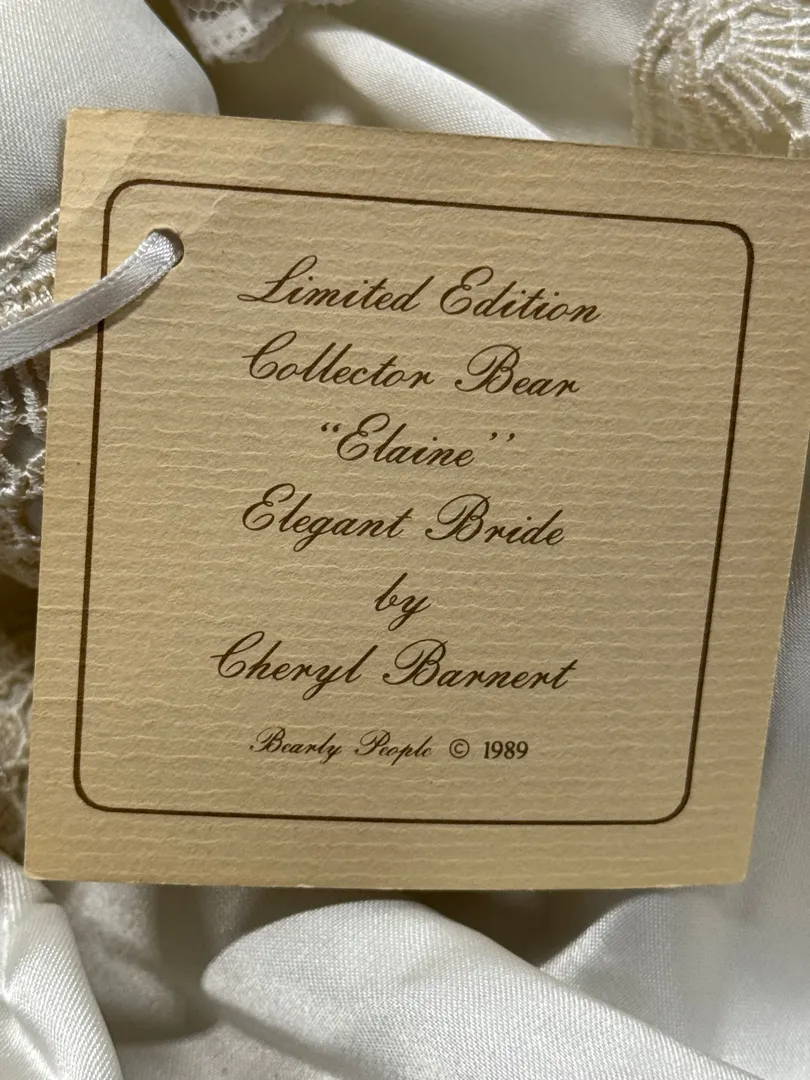 Limited Edition
Collector Bear
“Elaine”
Elegant Bride
by
Cheryl Barnert
Bearly People © 1989